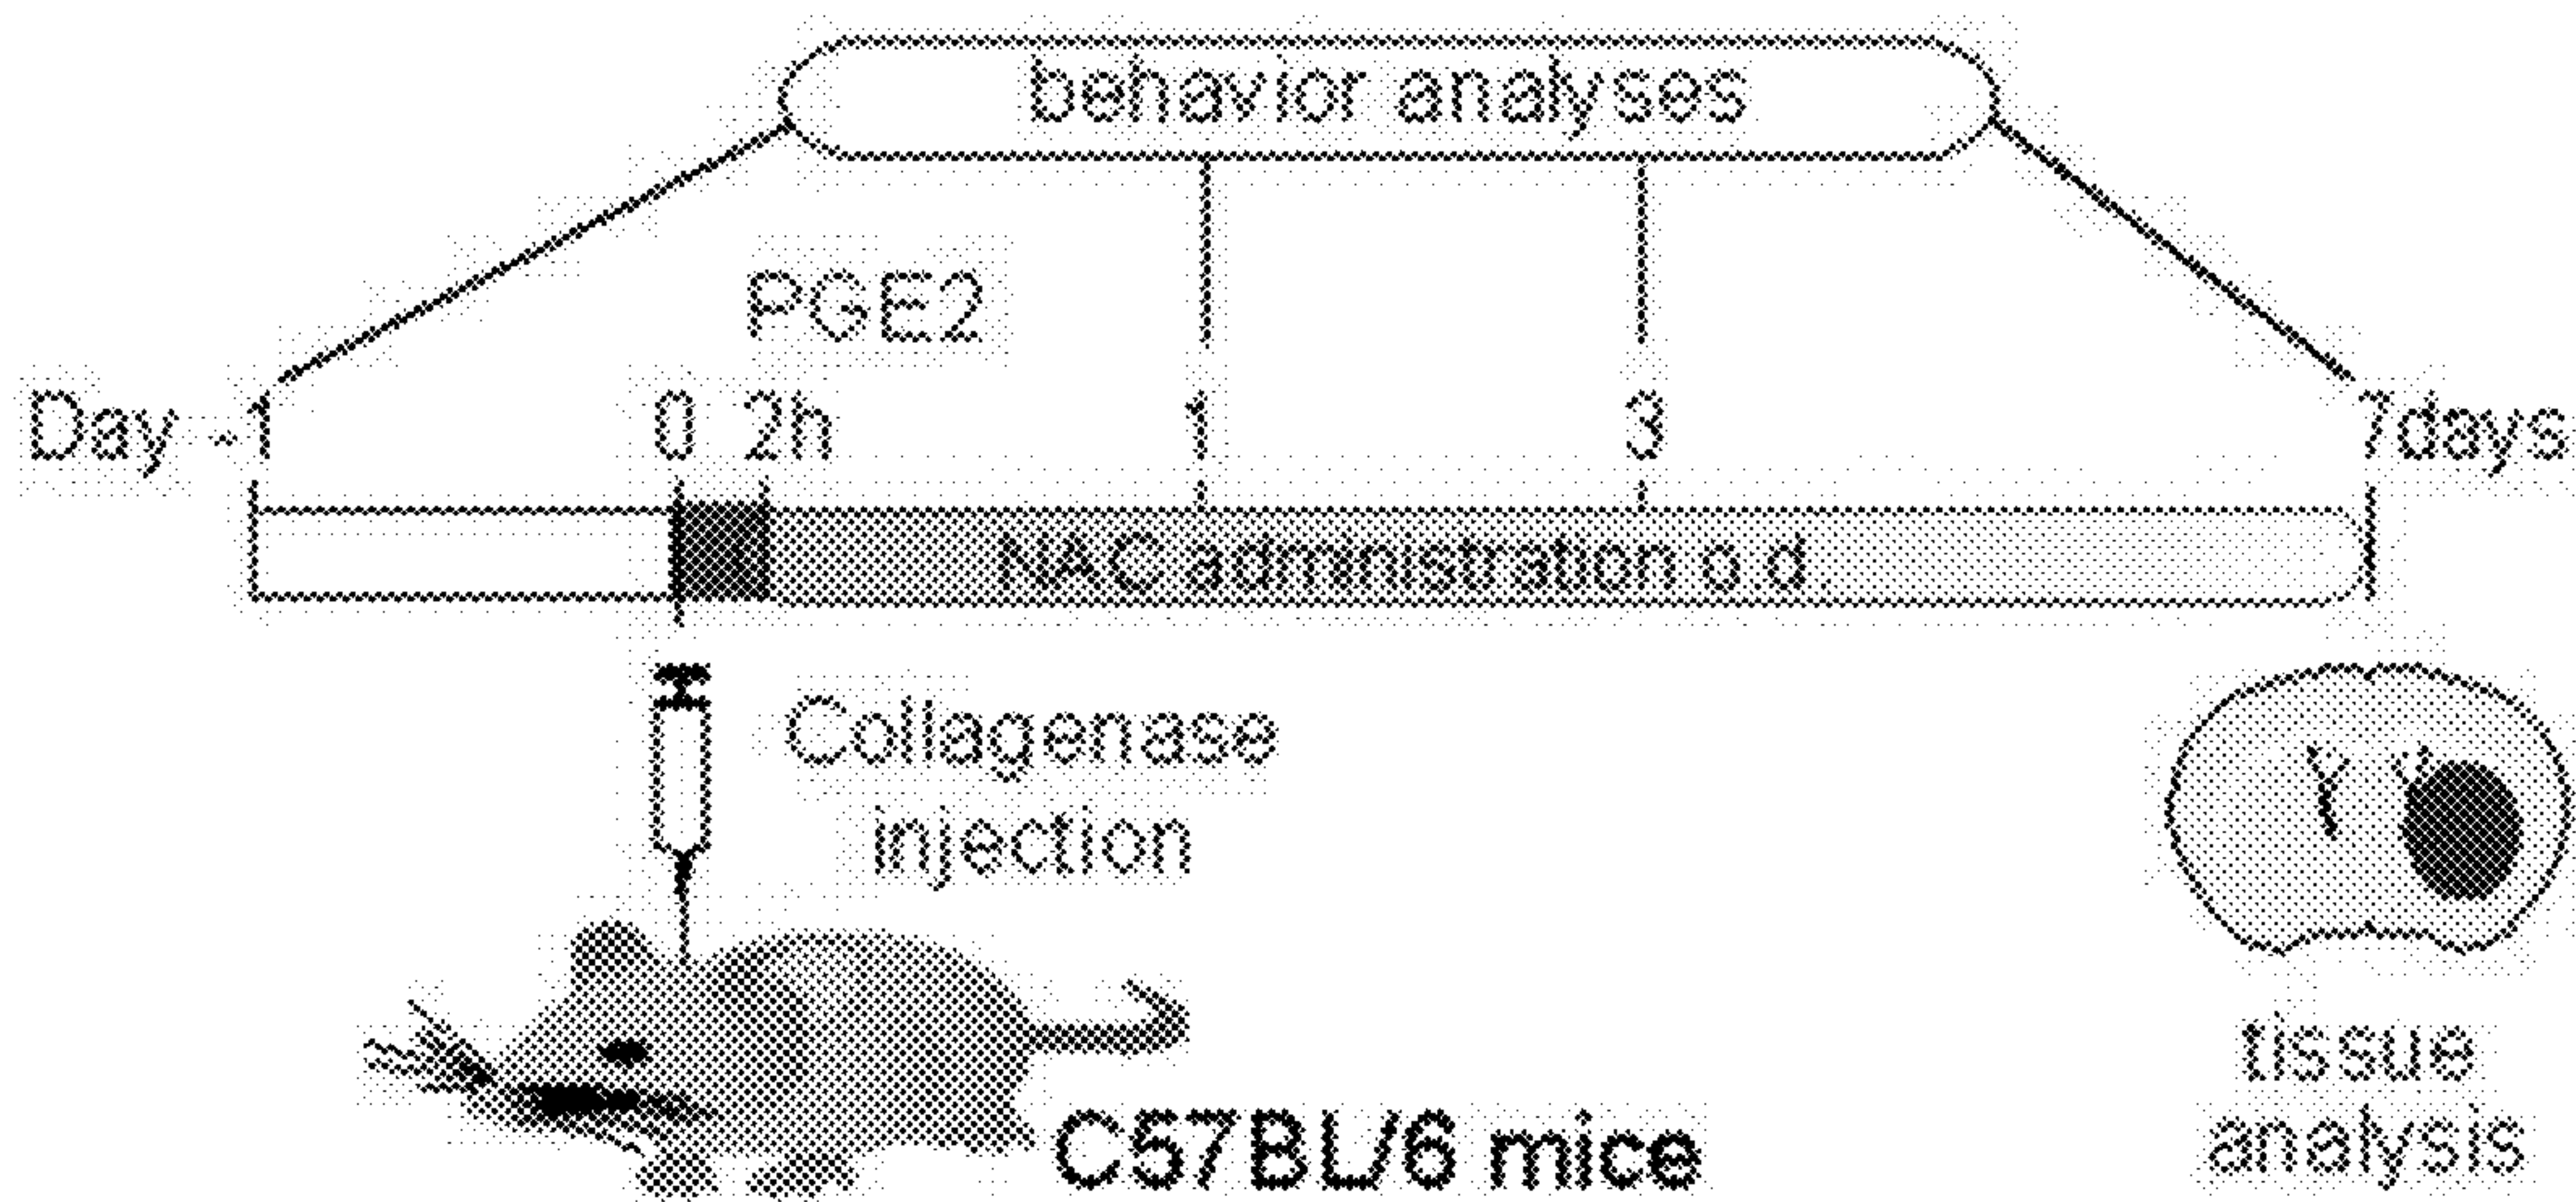 behavior analyses
PGE2
Day -1 0 2h 1 3 7days
NAC administration o.d.
Collagenase
injection
C57BL/6 mice
tissue
analysis